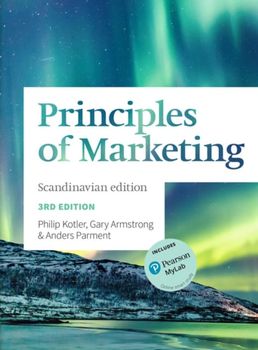 Principles
of Marketing
Scandinavian edition
3RD EDITION
Philip Kotler, Gary Armstrong
& Anders Parment
INCLUDES
Pearson
MyLab